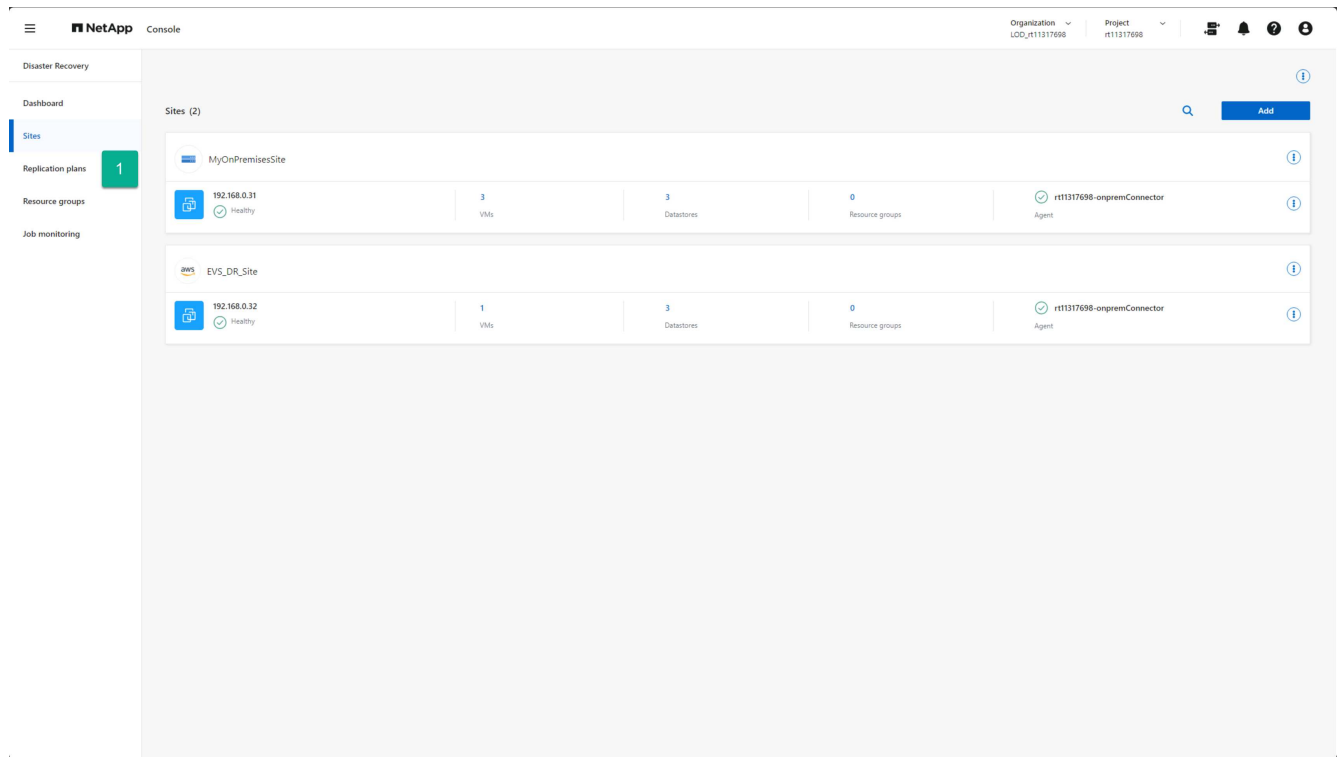 NetApp Console
Organization
LOD_rt11317698
Project
rt11317698
Disaster Recovery
Dashboard
Sites
Replication plans
1
Resource groups
Job monitoring
Sites (2)
Add
MyOnPremisesSite
192.168.0.31
Healthy
3
VMs
3
Datastores
0
Resource groups
rt11317698-onpremConnector
Agent
aws
EVS_DR_Site
192.168.0.32
Healthy
1
VMs
3
Datastores
0
Resource groups
rt11317698-onpremConnector
Agent